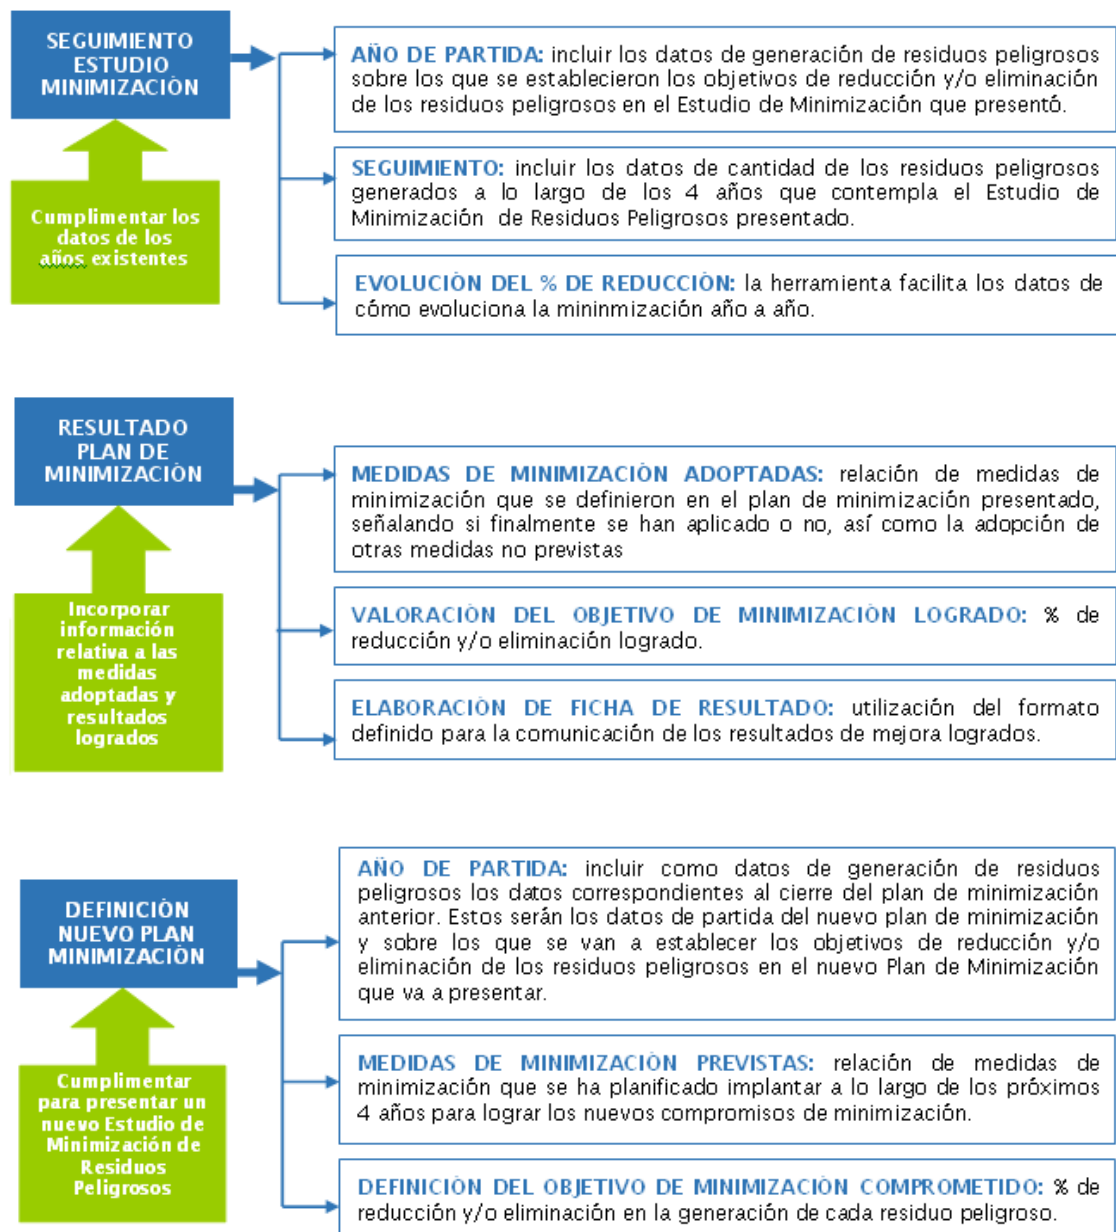 SEGUIMIENTO
ESTUDIO
MINIMIZACIÓN
Cumplimentar los
datos de los
años existentes
AÑO DE PARTIDA: incluir los datos de generación de residuos peligrosos
sobre los que se establecieron los objetivos de reducción y/o eliminación
de los residuos peligrosos en el Estudio de Minimización que presentó.
SEGUIMIENTO: incluir los datos de cantidad de los residuos peligrosos
generados a lo largo de los 4 años que contempla el Estudio de
Minimización de Residuos Peligrosos presentado.
EVOLUCIÓN DEL % DE REDUCCIÓN: la herramienta facilita los datos de
cómo evoluciona la mininmización año a año.
RESULTADO
PLAN DE
MINIMIZACIÓN
Incorporar
información
relativa a las
medidas
adoptadas y
resultados
logrados
MEDIDAS DE MINIMIZACIÓN ADOPTADAS: relación de medidas de
minimización que se definieron en el plan de minimización presentado,
señalando si finalmente se han aplicado o no, así como la adopción de
otras medidas no previstas
VALORACIÓN DEL OBJETIVO DE MINIMIZACIÓN LOGRADO: % de
reducción y/o eliminación logrado.
ELABORACIÓN DE FICHA DE RESULTADO: utilización del formato
definido para la comunicación de los resultados de mejora logrados.
DEFINICIÓN
NUEVO PLAN
MINIMIZACIÓN
Cumplimentar
para presentar un
nuevo Estudio de
Minimización de
Residuos
Peligrosos
AÑO DE PARTIDA: incluir como datos de generación de residuos
peligrosos los datos correspondientes al cierre del plan de minimización
anterior. Estos serán los datos de partida del nuevo plan de minimización
y sobre los que se van a establecer los objetivos de reducción y/o
eliminación de los residuos peligrosos en el nuevo Plan de Minimización
que va a presentar.
MEDIDAS DE MINIMIZACIÓN PREVISTAS: relación de medidas de
minimización que se ha planificado implantar a lo largo de los próximos
4 años para lograr los nuevos compromisos de minimización.
DEFINICIÓN DEL OBJETIVO DE MINIMIZACIÓN COMPROMETIDO: % de
reducción y/o eliminación en la generación de cada residuo peligroso.